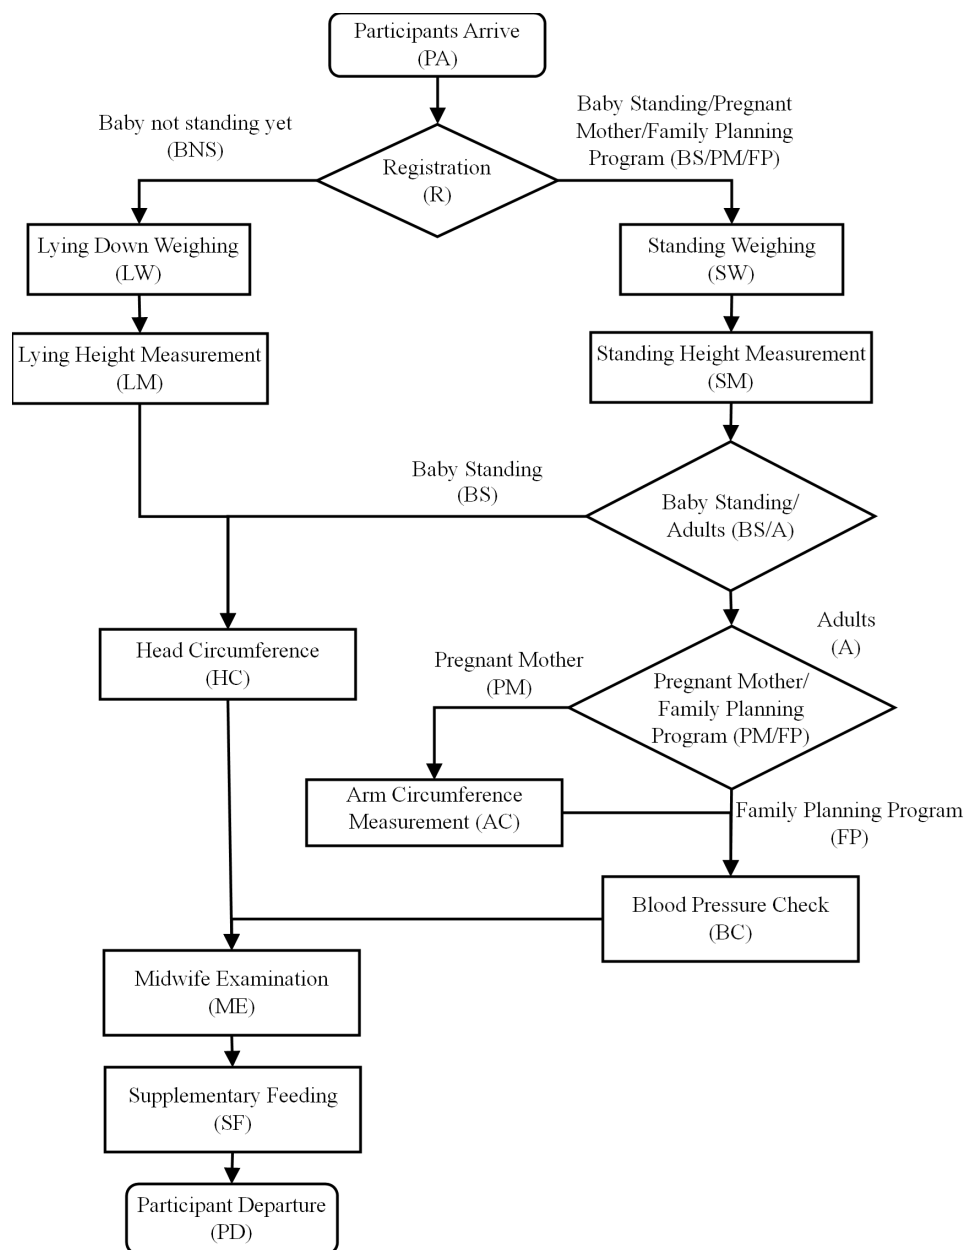 Participants Arrive
(PA)
Baby not standing yet
(BNS)
Baby Standing/Pregnant
Mother/Family Planning
Program (BS/PM/FP)
Registration
(R)
Lying Down Weighing
(LW)
Standing Weighing
(SW)
Lying Height Measurement
(LM)
Standing Height Measurement
(SM)
Baby Standing
(BS)
Baby Standing/
Adults (BS/A)
Adults
(A)
Head Circumference
(HC)
Pregnant Mother
(PM)
Pregnant Mother/
Family Planning
Program (PM/FP)
Arm Circumference
Measurement (AC)
Family Planning Program
(FP)
Blood Pressure Check
(BC)
Midwife Examination
(ME)
Supplementary Feeding
(SF)
Participant Departure
(PD)